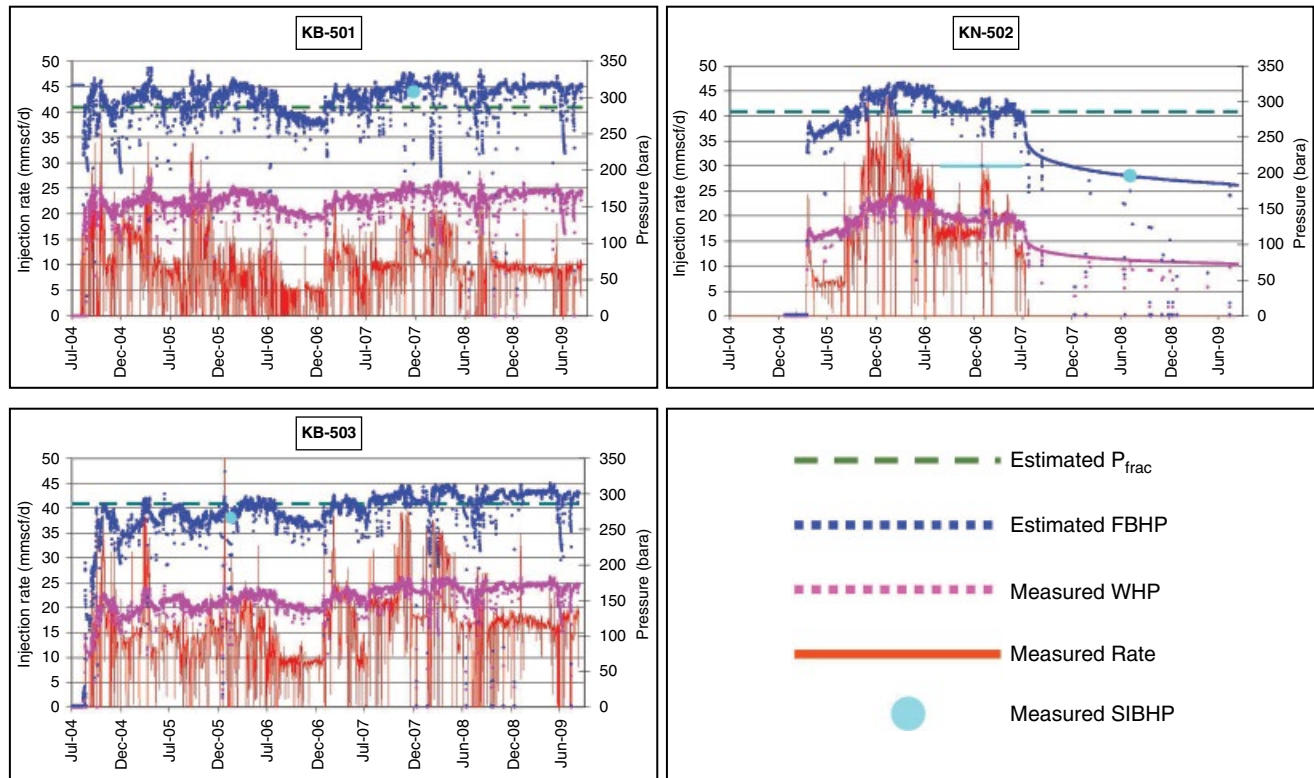 KB-501
Injection rate (mmscf/d)
50
45
40
35
30
25
20
15
10
5
0
350
300
250
200
150
100
50
0
Pressure (bara)
Jul-04
Dec-04
Jul-05
Dec-05
Jul-06
Dec-06
Jul-07
Dec-07
Jun-08
Dec-08
Jun-09
KN-502
Injection rate (mmscf/d)
50
45
40
35
30
25
20
15
10
5
0
350
300
250
200
150
100
50
0
Pressure (bara)
Jul-04
Dec-04
Jul-05
Dec-05
Jun-06
Dec-06
Jul-07
Dec-07
Jun-08
Dec-08
Jun-09
KB-503
Injection rate (mmscf/d)
50
45
40
35
30
25
20
15
10
5
0
350
300
250
200
150
100
50
0
Pressure (bara)
Jul-04
Dec-04
Jul-05
Dec-05
Jul-06
Dec-06
Jul-07
Dec-07
Jun-08
Dec-08
Jun-09
Estimated Pfrac
Estimated FBHP
Measured WHP
Measured Rate
Measured SIBHP